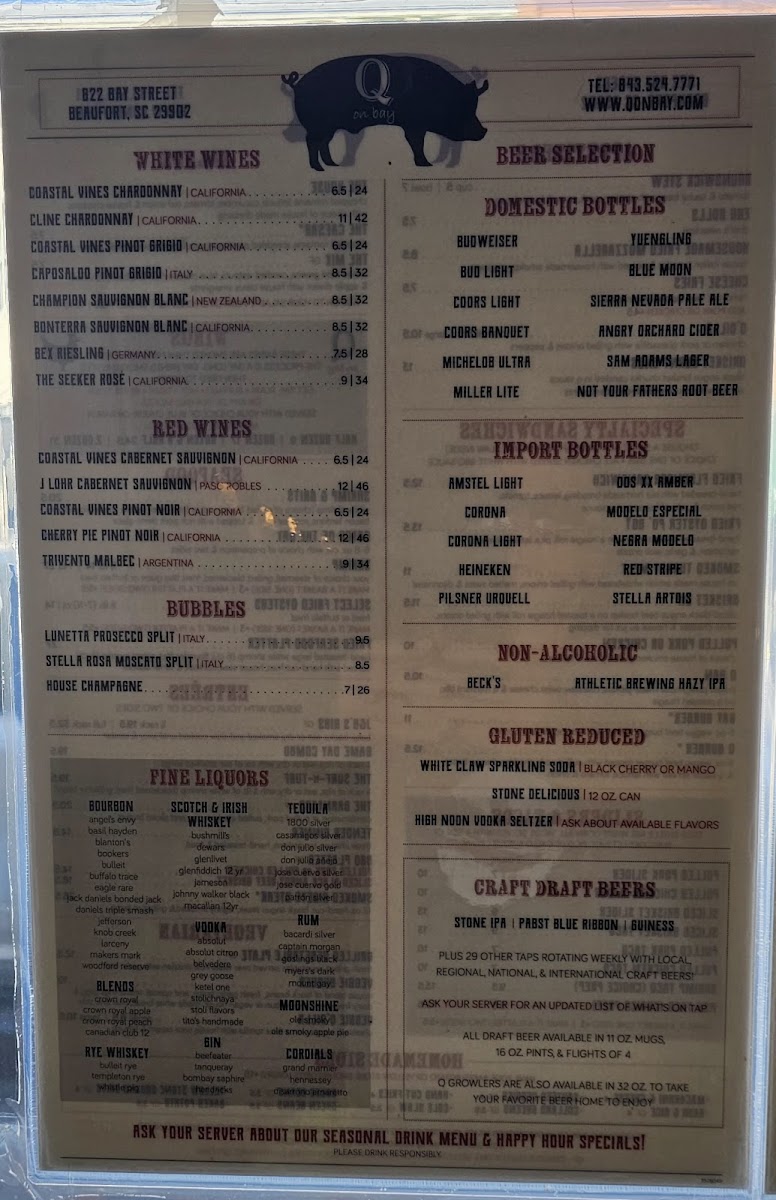 822 BAY STREET
BEAUFORT, SC 29902
Q
on bay
TEL: 843.524.7771
WWW.QONBAY.COM
WHITE WINES
COASTAL VINES CHARDONNAY | CALIFORNIA 6.5 | 24
CLINE CHARDONNAY | CALIFORNIA 11 | 42
COASTAL VINES PINOT GRIGIO | CALIFORNIA 6.5 | 24
CAPOSALDO PINOT GRIGIO | ITALY 8.5 | 32
CHAMPION SAUVIGNON BLANC | NEW ZEALAND 8.5 | 32
BONTERRA SAUVIGNON BLANC | CALIFORNIA 8.5 | 32
BEX RIESLING | GERMANY 7.5 | 28
THE SEEKER ROSÉ | CALIFORNIA 9 | 34
RED WINES
COASTAL VINES CABERNET SAUVIGNON | CALIFORNIA 6.5 | 24
J LOHR CABERNET SAUVIGNON | PASO ROBLES 12 | 46
COASTAL VINES PINOT NOIR | CALIFORNIA 6.5 | 24
CHERRY PIE PINOT NOIR | CALIFORNIA 12 | 46
TRIVENTO MALBEC | ARGENTINA 9 | 34
BUBBLES
LUNETTA PROSECCO SPLIT | ITALY 9.5
STELLA ROSA MOSCATO SPLIT | ITALY 8.5
HOUSE CHAMPAGNE 7 | 26
FINE LIQUORS
BOURBON
angel's envy
basil hayden
blanton's
bookers
bulleit
buffalo trace
eagle rare
jack daniels bonded jack
daniels triple smash
jefferson
knob creek
larceny
makers mark
woodford reserve
BLENDS
crown royal
crown royal apple
crown royal peach
canadian club 12
RYE WHISKEY
bulleit rye
templeton rye
whistle pig
SCOTCH & IRISH
WHISKEY
bushmill's
dewars
glenlivet
glenfiddich 12 yr
jameson
johnny walker black
macallan 12yr
VODKA
absolut
absolut citron
belvedere
grey goose
ketel one
stolichnaya
stoli flavors
tito's handmade
GIN
beefeater
tanqueray
bombay saphire
hendricks
TEQUILA
1800 silver
casamigos silver
don julio silver
don julio anejo
jose cuervo silver
jose cuervo gold
patron silver
RUM
bacardi silver
captain morgan
goslings black
myers's dark
mount gay
MOONSHINE
ole smoky
ole smoky apple pie
CORDIALS
grand marnier
hennessey
disaronno amaretto
BEER SELECTION
DOMESTIC BOTTLES
BUDWEISER YUENGLING
BUD LIGHT BLUE MOON
COORS LIGHT SIERRA NEVADA PALE ALE
COORS BANQUET ANGRY ORCHARD CIDER
MICHELOB ULTRA SAM ADAMS LAGER
MILLER LITE NOT YOUR FATHERS ROOT BEER
IMPORT BOTTLES
AMSTEL LIGHT DOS XX AMBER
CORONA MODELO ESPECIAL
CORONA LIGHT NEGRA MODELO
HEINEKEN RED STRIPE
PILSNER URQUELL STELLA ARTOIS
NON-ALCOHOLIC
BECK'S ATHLETIC BREWING HAZY IPA
GLUTEN REDUCED
WHITE CLAW SPARKLING SODA | BLACK CHERRY OR MANGO
STONE DELICIOUS | 12 OZ. CAN
HIGH NOON VODKA SELTZER | ASK ABOUT AVAILABLE FLAVORS
CRAFT DRAFT BEERS
STONE IPA | PABST BLUE RIBBON | GUINESS
PLUS 29 OTHER TAPS ROTATING WEEKLY WITH LOCAL,
REGIONAL, NATIONAL, & INTERNATIONAL CRAFT BEERS!
ASK YOUR SERVER FOR AN UPDATED LIST OF WHAT'S ON TAP
ALL DRAFT BEER AVAILABLE IN 11 OZ. MUGS,
16 OZ. PINTS, & FLIGHTS OF 4
Q GROWLERS ARE ALSO AVAILABLE IN 32 OZ. TO TAKE
YOUR FAVORITE BEER HOME TO ENJOY
ASK YOUR SERVER ABOUT OUR SEASONAL DRINK MENU & HAPPY HOUR SPECIALS!
PLEASE DRINK RESPONSIBLY